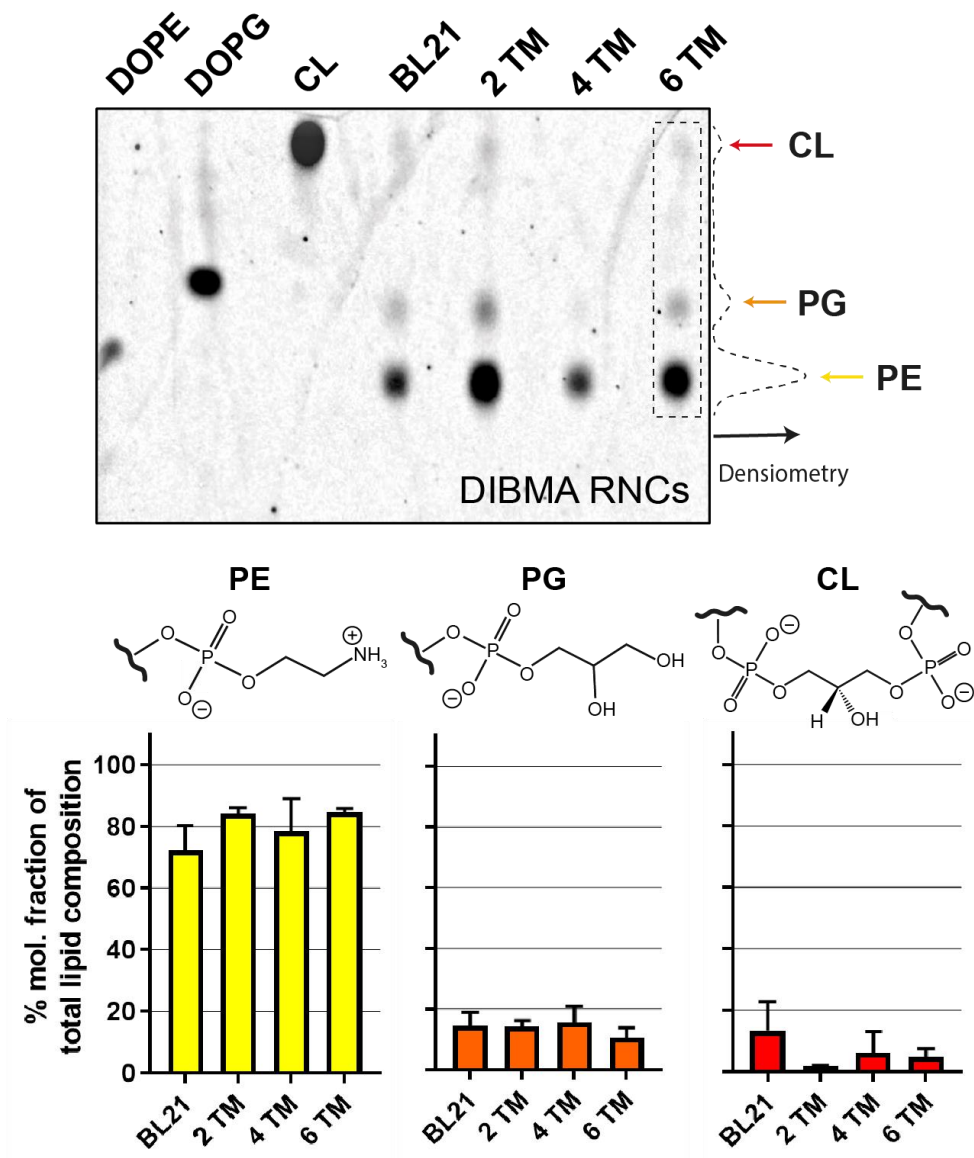 DOPE DOPG CL BL21 2 TM 4 TM 6 TM
CL
PG
PE
Densiometry
DIBMA RNCs
PE PG CL
O O P O O ⊖ ⊕ NH3
O O P O O ⊖ OH OH
O O ⊖ P O O H OH O O P O O ⊖
% mol. fraction of
total lipid composition
100
80
60
40
20
0
BL21 2 TM 4 TM 6 TM
BL21 2 TM 4 TM 6 TM
BL21 2 TM 4 TM 6 TM